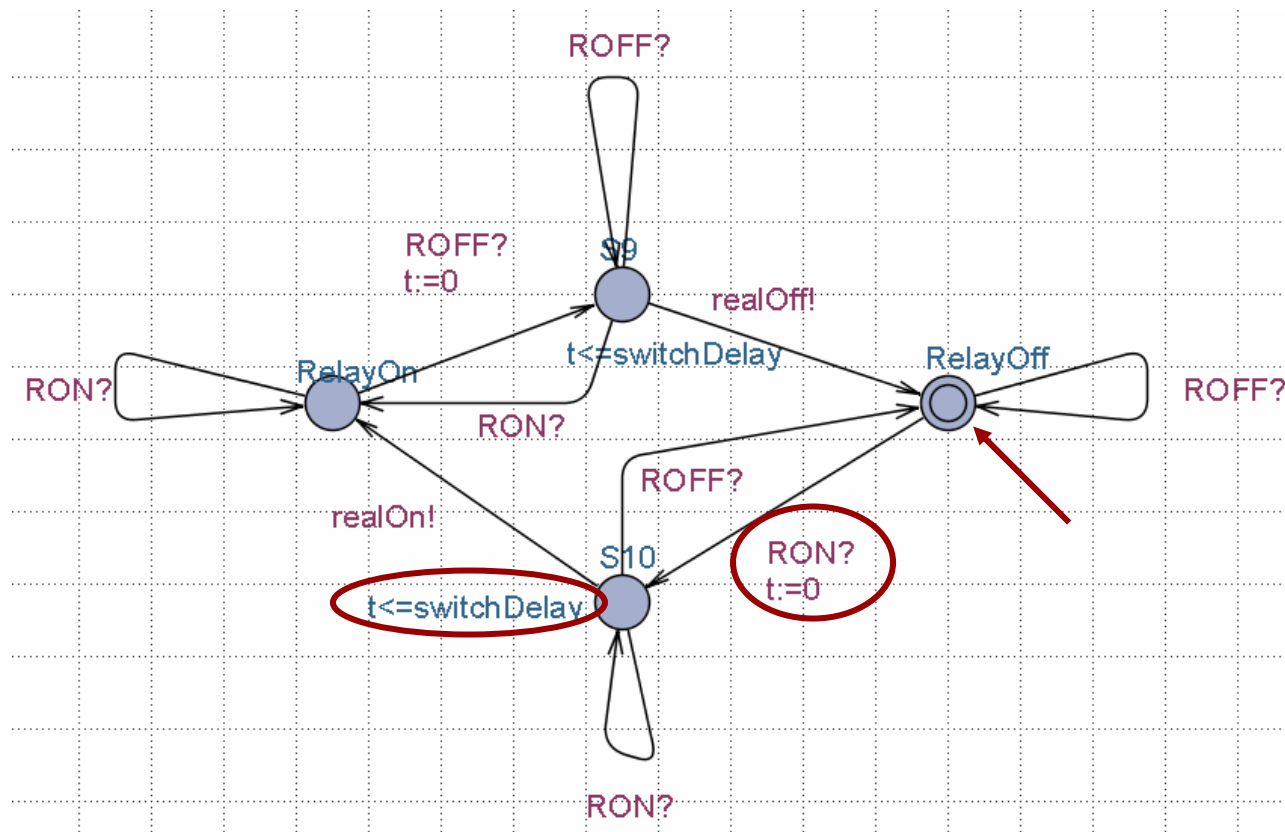 ROFF?
ROFF?
t:=0
S9
realOff!
t<=switchDelay
RelayOn
RelayOff
RON?
ROFF?
RON?
ROFF?
realOn!
S10
RON?
t:=0
t<=switchDelay
RON?